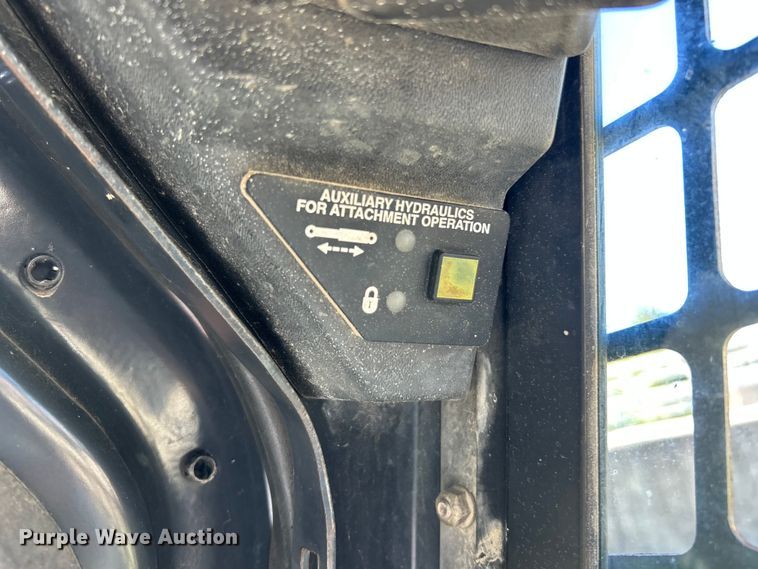 AUXILIARY HYDRAULICS
FOR ATTACHMENT OPERATION
Purple Wave Auction